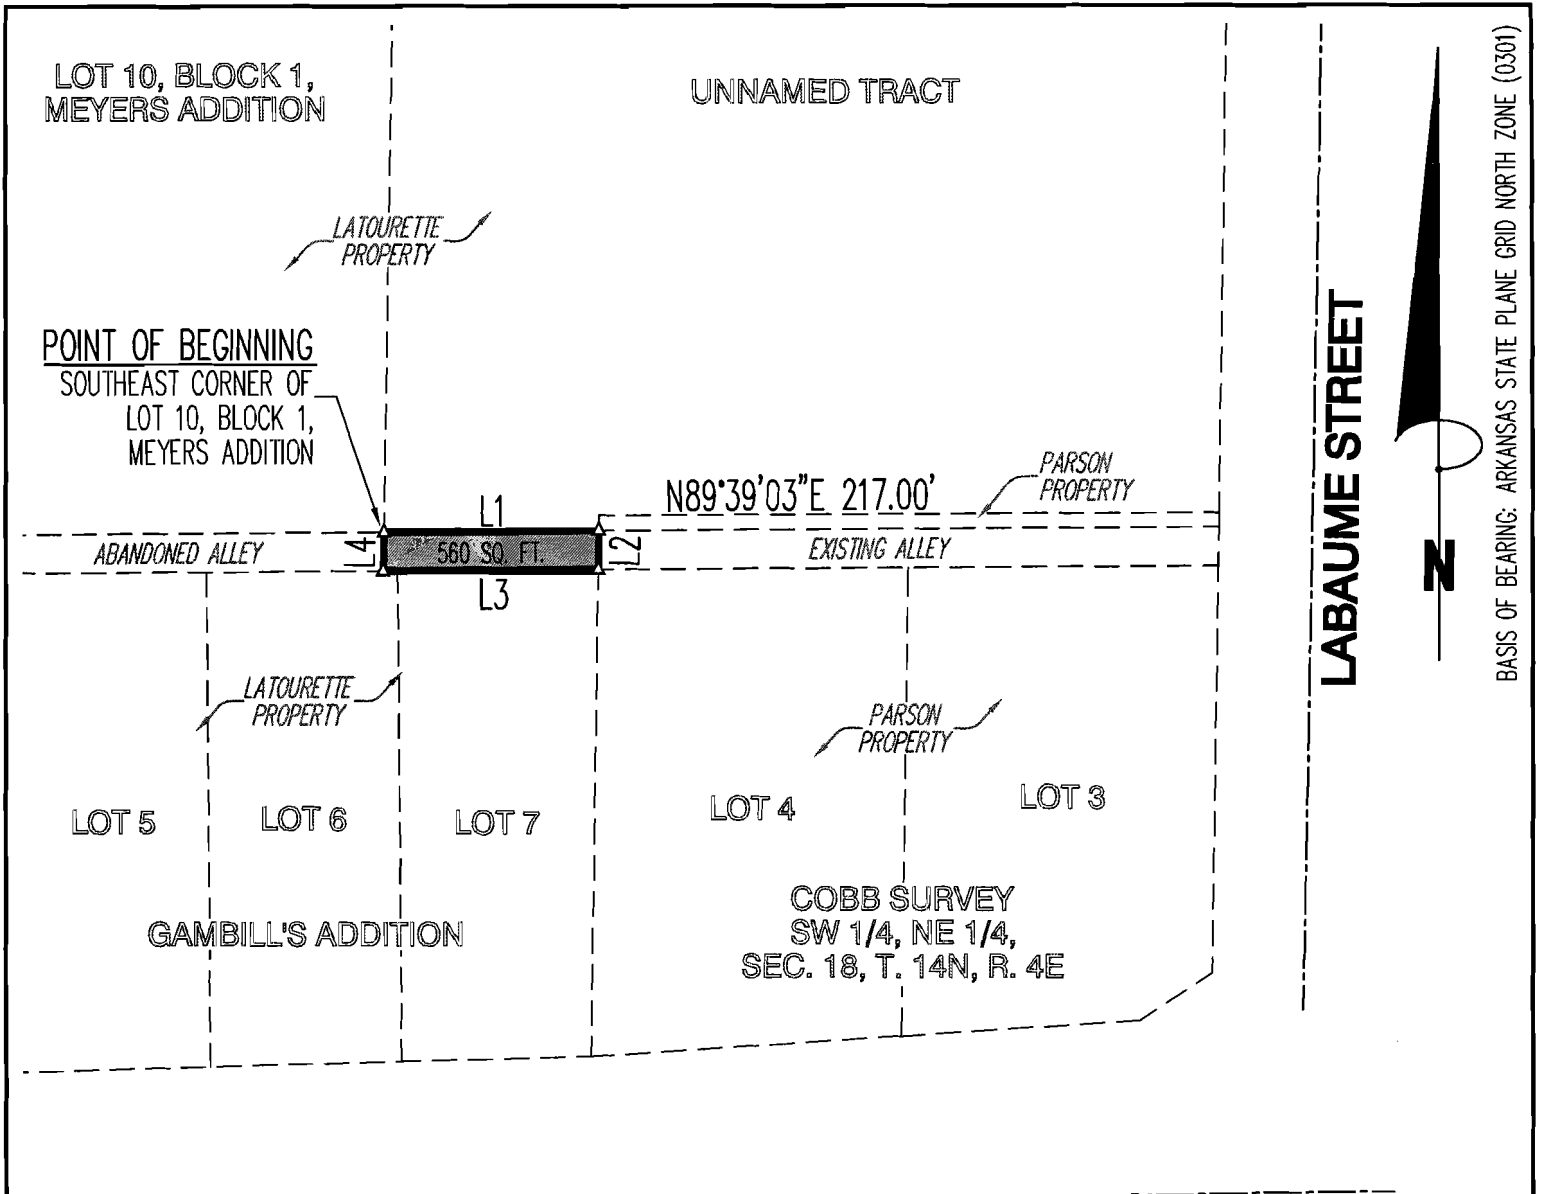 LOT 10, BLOCK 1,
MEYERS ADDITION
UNNAMED TRACT
LATOURETTE
PROPERTY
POINT OF BEGINNING
SOUTHEAST CORNER OF
LOT 10, BLOCK 1,
MEYERS ADDITION
PARSON
PROPERTY
L1
N89°39'03"E 217.00'
ABANDONED ALLEY
L4
560 SQ. FT.
L2
EXISTING ALLEY
L3
LATOURETTE
PROPERTY
PARSON
PROPERTY
LOT 5
LOT 6
LOT 7
LOT 4
LOT 3
GAMBILL'S ADDITION
COBB SURVEY
SW 1/4, NE 1/4,
SEC. 18, T. 14N, R. 4E
LABAUME STREET
N
BASIS OF BEARING: ARKANSAS STATE PLANE GRID NORTH ZONE (0301)